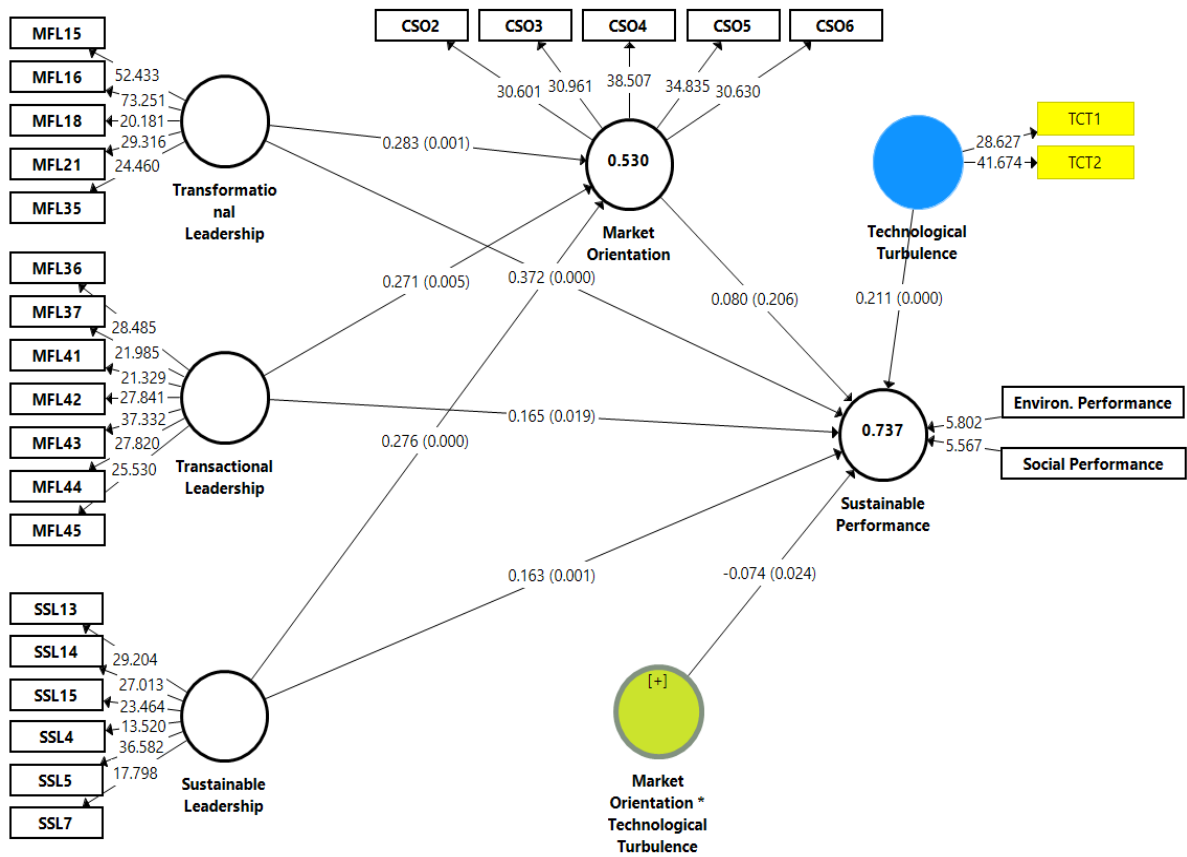 MFL15
MFL16
MFL18
MFL21
MFL35
52.433
73.251
20.181
29.316
24.460
Transformatio
nal
Leadership
CSO2
CSO3
CSO4
CSO5
CSO6
30.601
30.961
38.507
34.835
30.630
0.530
Market
Orientation
0.283 (0.001)
TCT1
TCT2
28.627
41.674
Technological
Turbulence
MFL36
MFL37
MFL41
MFL42
MFL43
MFL44
MFL45
28.485
21.985
21.329
27.841
37.332
27.820
25.530
Transactional
Leadership
0.271 (0.005)
0.372 (0.000)
0.080 (0.206)
0.211 (0.000)
0.165 (0.019)
0.276 (0.000)
0.737
Sustainable
Performance
Environ. Performance
Social Performance
5.802
5.567
SSL13
SSL14
SSL15
SSL4
SSL5
SSL7
29.204
27.013
23.464
13.520
36.582
17.798
Sustainable
Leadership
0.163 (0.001)
-0.074 (0.024)
[+]
Market
Orientation *
Technological
Turbulence